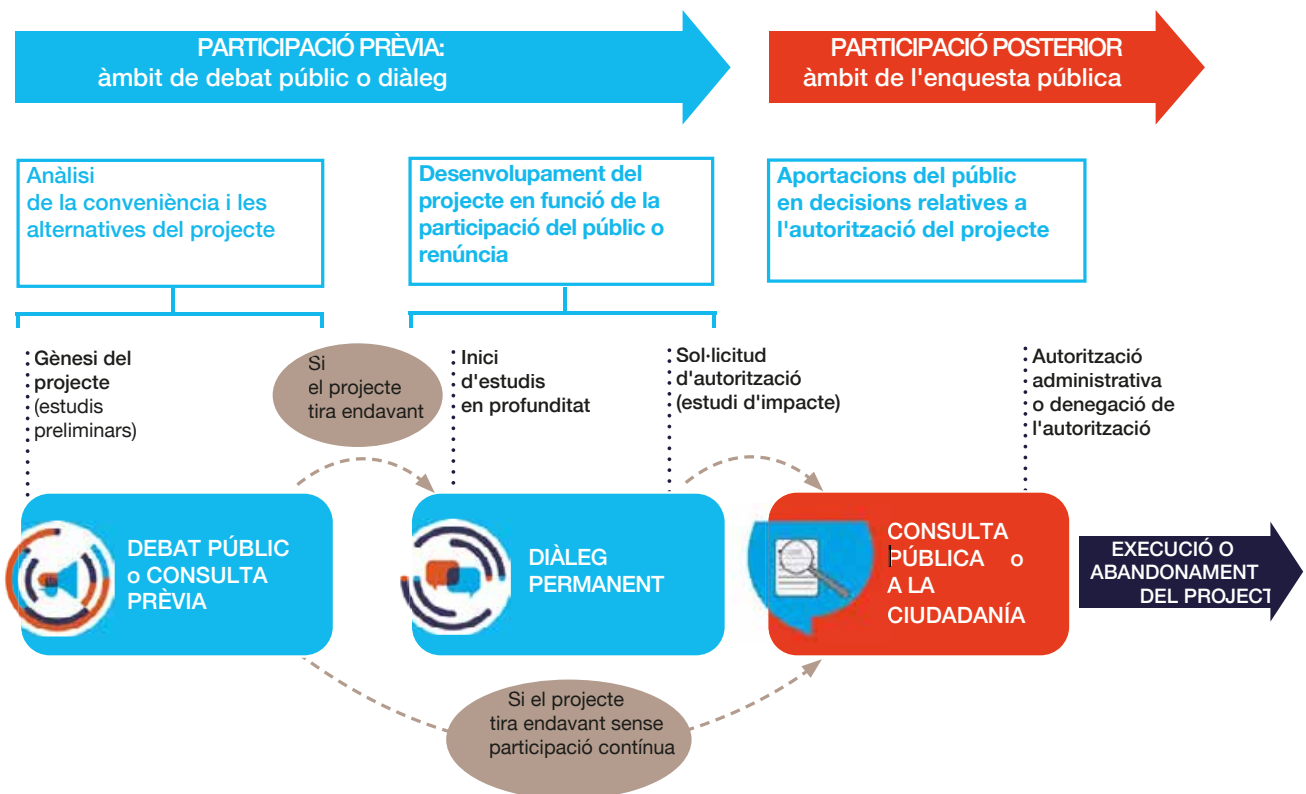 PARTICIPACIÓ PRÈVIA:
àmbit de debat públic o diàleg
PARTICIPACIÓ POSTERIOR
àmbit de l'enquesta pública
Anàlisi
de la conveniència i les
alternatives del projecte
Desenvolupament del
projecte en funció de la
participació del públic o
renúncia
Aportacions del públic
en decisions relatives a
l'autorització del projecte
Gènesi del
projecte
(estudis
preliminars)
Si
el projecte
tira endavant
Inici
d'estudis
en profunditat
Sol·licitud
d'autorització
(estudi d'impacte)
Autorització
administrativa
o denegació de
l'autorització
DEBAT PÚBLIC
o CONSULTA
PRÈVIA
DIÀLEG
PERMANENT
CONSULTA
PÚBLICA o
A LA
CIUDADANÍA
EXECUCIÓ O
ABANDONAMENT
DEL PROJECT
Si el projecte
tira endavant sense
participació contínua